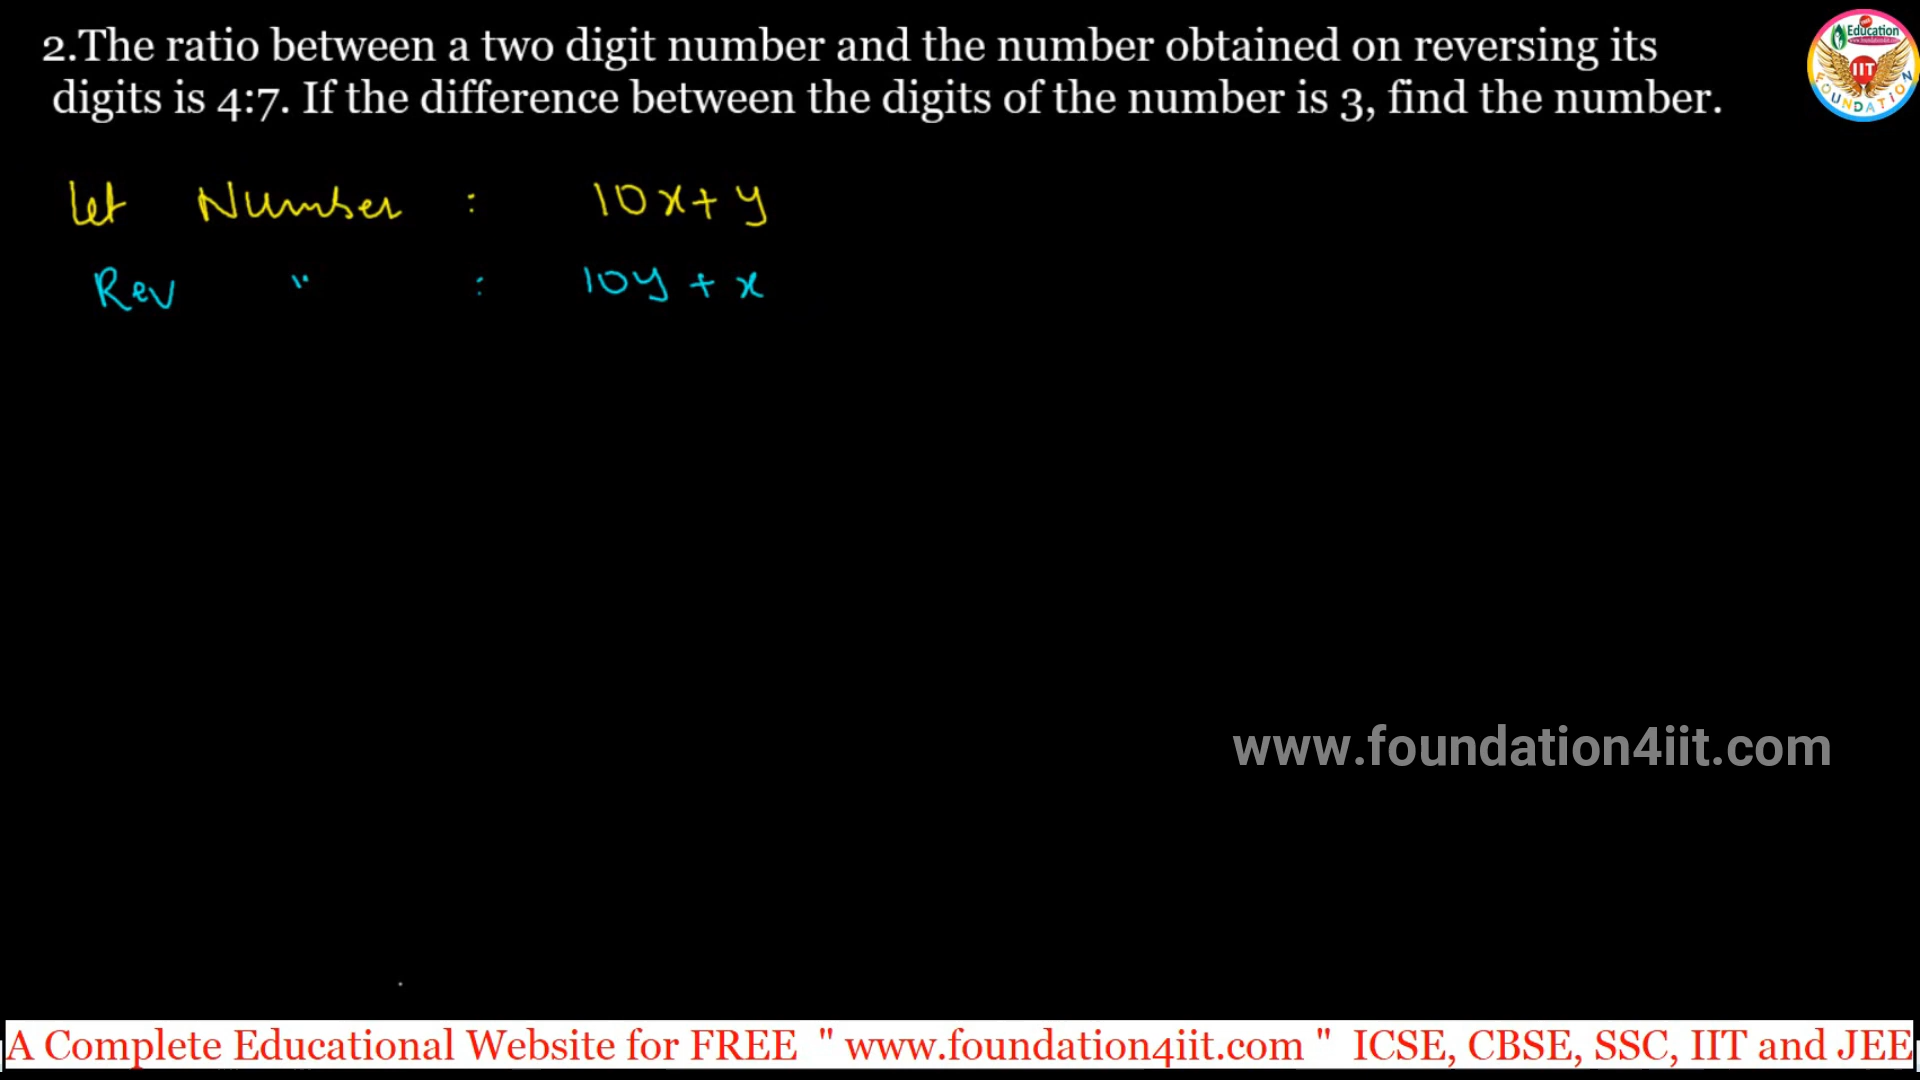 2.The ratio between a two digit number and the number obtained on reversing its
digits is 4:7. If the difference between the digits of the number is 3, find the number.
Education
IIT
FOUNDATION
Let Number : 10x+y
Rev " : 10y + x
www.foundation4iit.com
A Complete Educational Website for FREE " www.foundation4iit.com " ICSE, CBSE, SSC, IIT and JEE